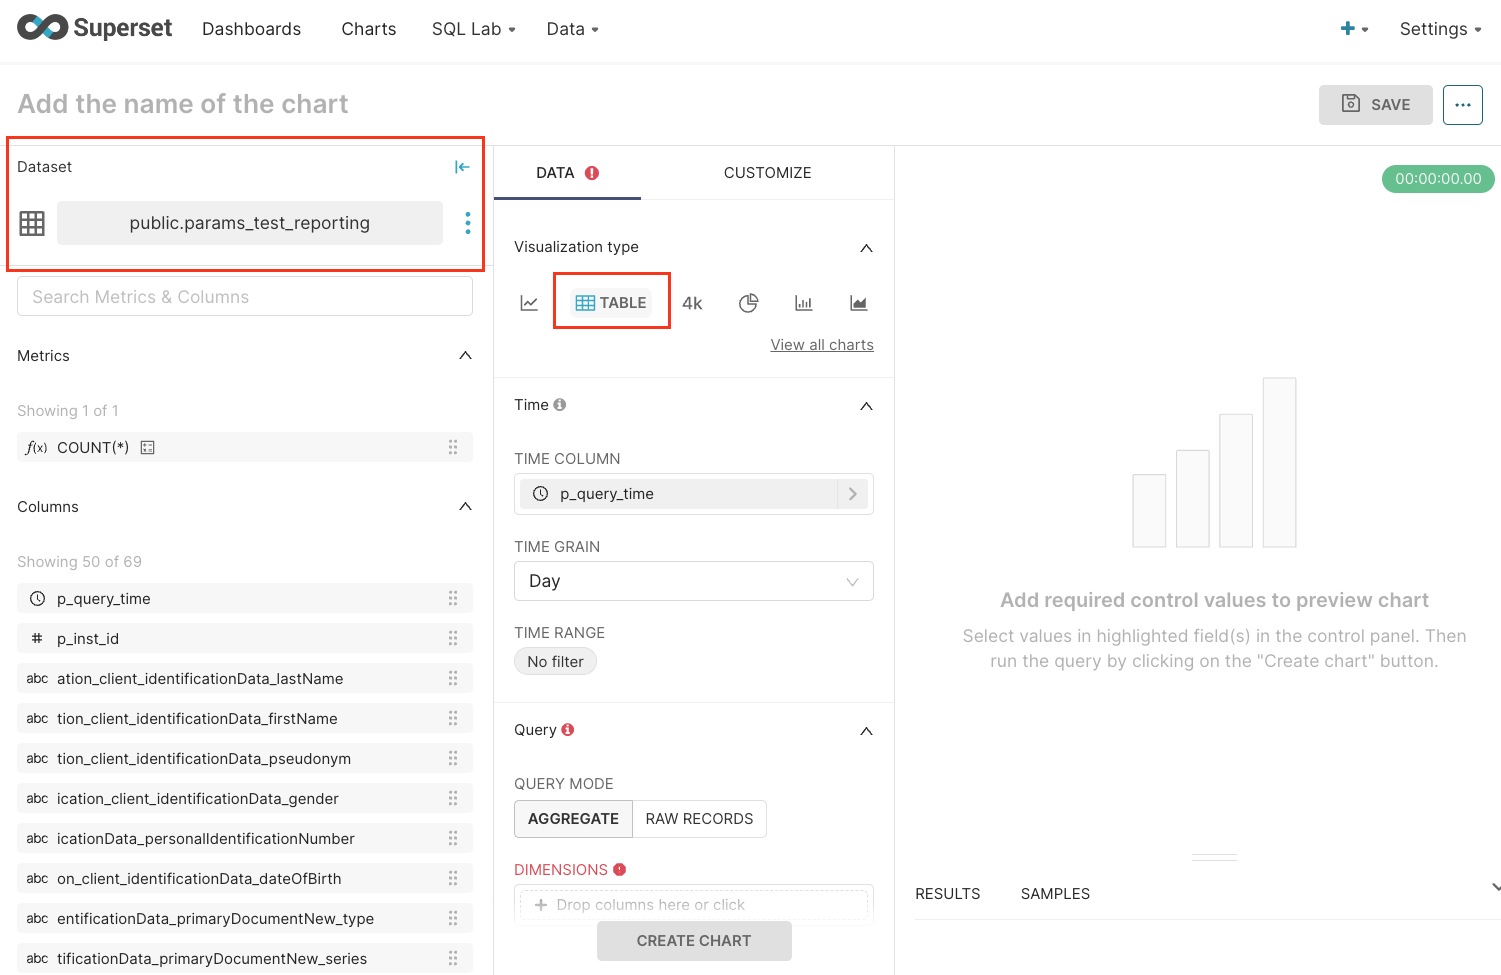 Superset Dashboards Charts SQL Lab Data Settings
Add the name of the chart
SAVE
Dataset
public.params_test_reporting
Search Metrics & Columns
Metrics
Showing 1 of 1
f(x) COUNT(*)
Columns
Showing 50 of 69
p_query_time
# p_inst_id
abc ation_client_identificationData_lastName
abc tion_client_identificationData_firstName
abc tion_client_identificationData_pseudonym
abc ication_client_identificationData_gender
abc icationData_personalIdentificationNumber
abc on_client_identificationData_dateOfBirth
abc entificationData_primaryDocumentNew_type
abc tificationData_primaryDocumentNew_series
DATA CUSTOMIZE
Visualization type
TABLE 4k
View all charts
Time
TIME COLUMN
p_query_time
TIME GRAIN
Day
TIME RANGE
No filter
Query
QUERY MODE
AGGREGATE RAW RECORDS
DIMENSIONS
Drop columns here or click
CREATE CHART
00:00:00.00
Add required control values to preview chart
Select values in highlighted field(s) in the control panel. Then
run the query by clicking on the "Create chart" button.
RESULTS SAMPLES